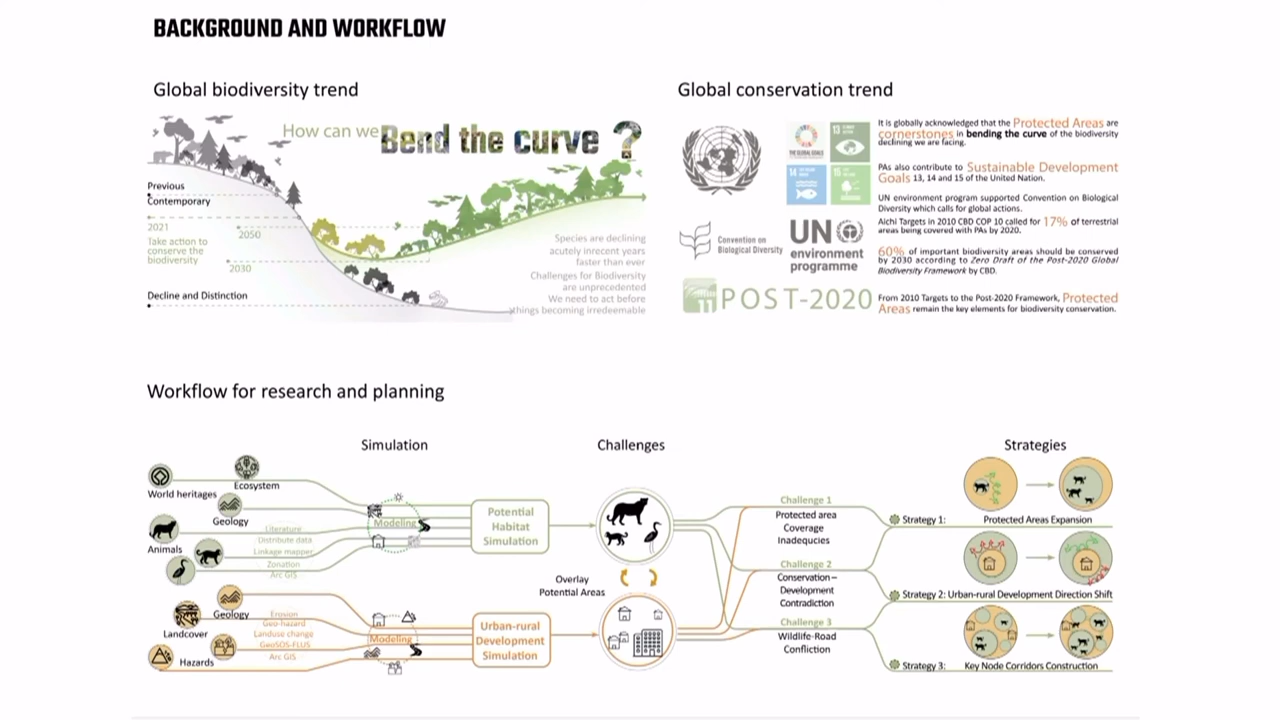 BACKGROUND AND WORKFLOW
Global biodiversity trend
How can we Bend the curve ?
Previous
Contemporary
2021
Take action to
conserve the
biodiversity
2050
2030
Decline and Distinction
Species are declining
acutely inrecent years
faster than ever
Challenges for Biodiversity
are unprecedented
We need to act before
things becoming irredeemable
Global conservation trend
THE GLOBAL GOALS
13
14
15
Convention on
Biological Diversity
UN
environment
programme
POST-2020
It is globally acknowledged that the Protected Areas are
cornerstones in bending the curve of the biodiversity
declining we are facing.
PAs also contribute to Sustainable Development
Goals 13, 14 and 15 of the United Nation.
UN environment program supported Convention on Biological
Diversity which calls for global actions.
Aichi Targets in 2010 CBD COP 10 called for 17% of terrestrial
areas being covered with PAs by 2020.
60% of important biodiversity areas should be conserved
by 2030 according to Zero Draft of the Post-2020 Global
Biodiversity Framework by CBD.
From 2010 Targets to the Post-2020 Framework, Protected
Areas remain the key elements for biodiversity conservation.
Workflow for research and planning
Simulation
Challenges
Strategies
World heritages
Ecosystem
Geology
Animals
Literature
Distribute data
Linkage mapper
Zonation
Arc GIS
Modeling
Potential
Habitat
Simulation
Geology
Landcover
Hazards
Erosion
Geo-hazard
Landuse change
GeoSOS-FLUS
Arc GIS
Modeling
Urban-rural
Development
Simulation
Overlay
Potential Areas
Challenge 1
Protected area
Coverage
Inadequcies
Challenge 2
Conservation–
Development
Contradiction
Challenge 3
Wildlife-Road
Confliction
Strategy 1: Protected Areas Expansion
Strategy 2: Urban-rural Development Direction Shift
Strategy 3: Key Node Corridors Construction